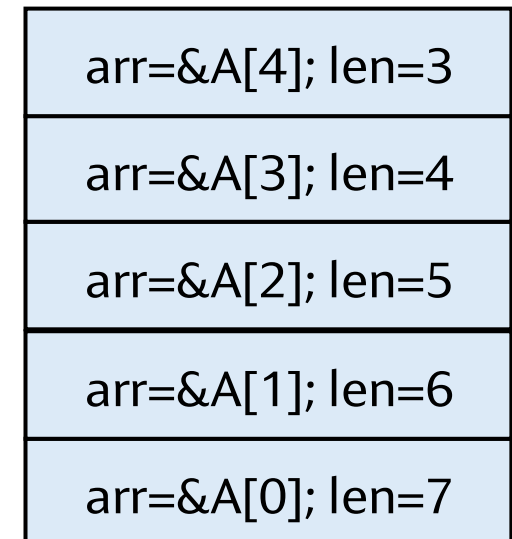 arr=&A[4]; len=3
arr=&A[3]; len=4
arr=&A[2]; len=5
arr=&A[1]; len=6
arr=&A[0]; len=7